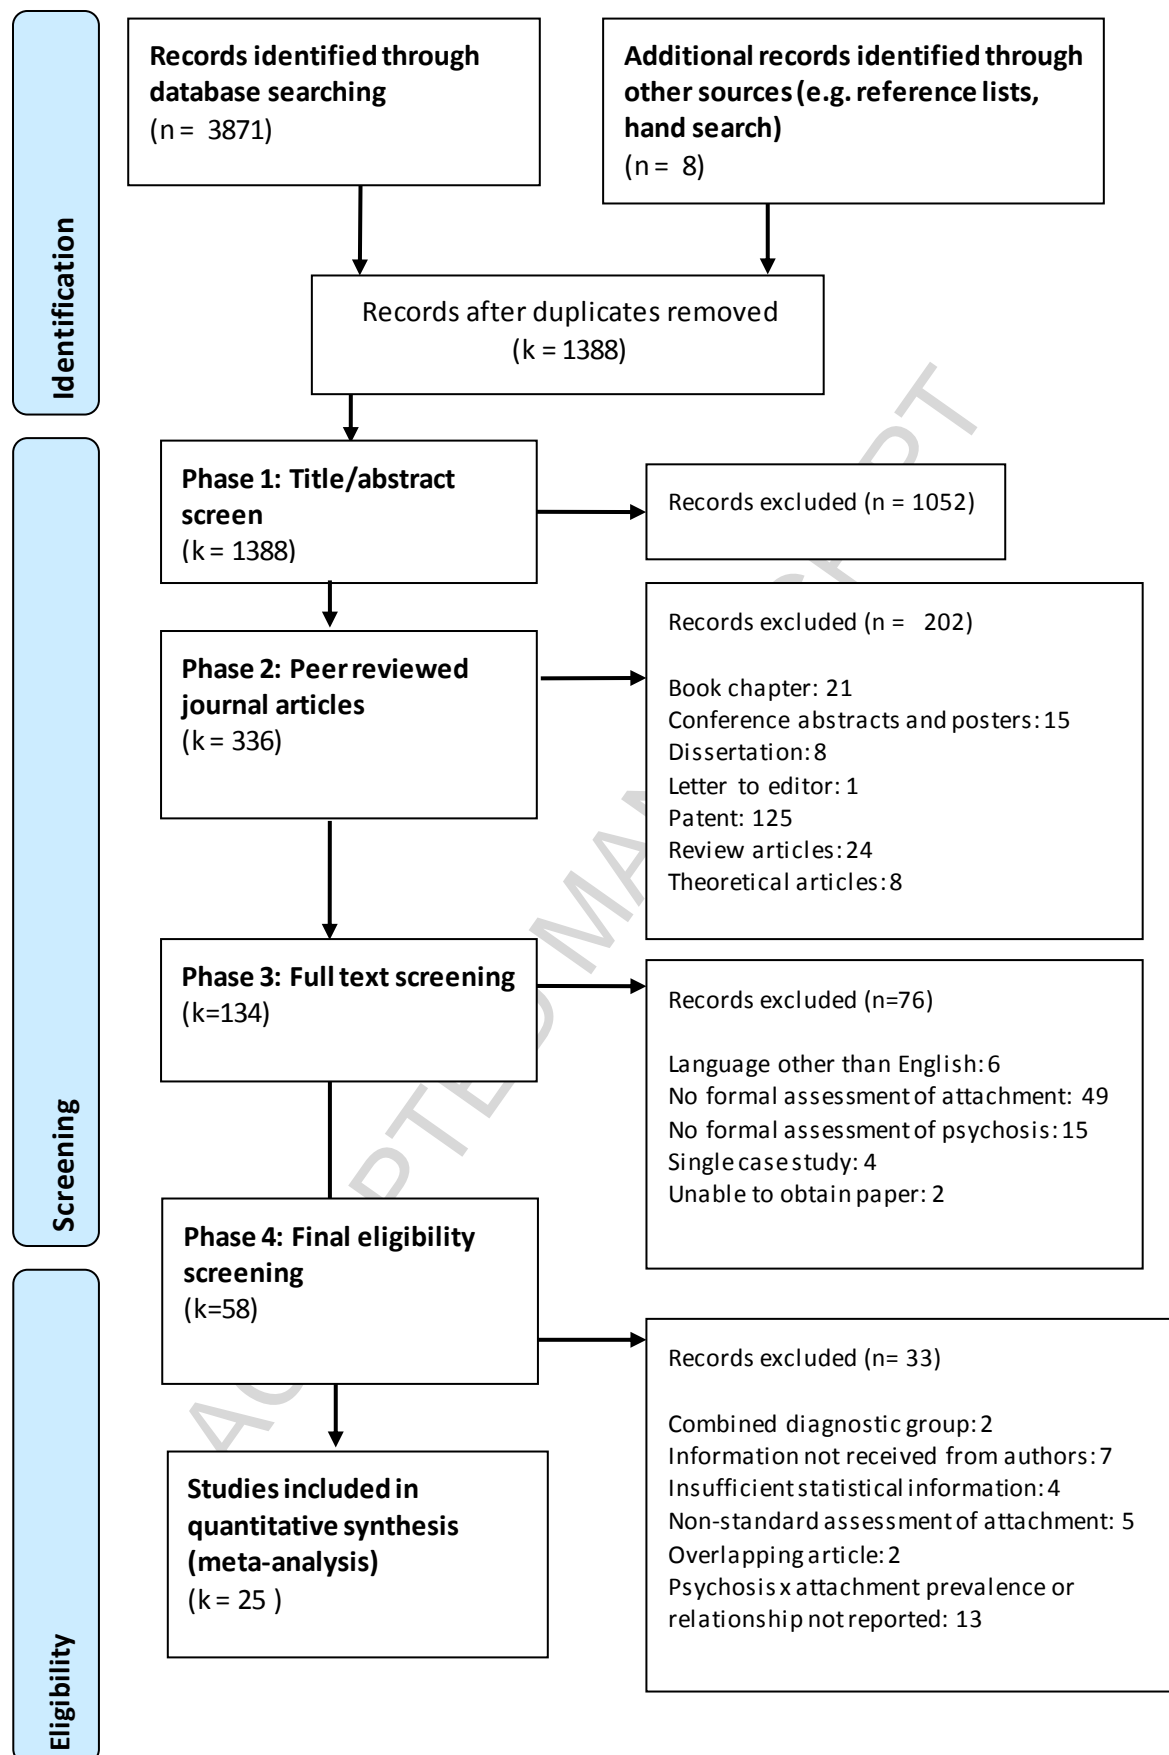 Records identified through
database searching
(n = 3871)
Additional records identified through
other sources (e.g. reference lists,
hand search)
(n = 8)
Identification
Records after duplicates removed
(k = 1388)
Phase 1: Title/abstract
screen
(k = 1388)
Records excluded (n = 1052)
Phase 2: Peer reviewed
journal articles
(k = 336)
Records excluded (n = 202)
Book chapter: 21
Conference abstracts and posters: 15
Dissertation: 8
Letter to editor: 1
Patent: 125
Review articles: 24
Theoretical articles: 8
Screening
Phase 3: Full text screening
(k=134)
Records excluded (n=76)
Language other than English: 6
No formal assessment of attachment: 49
No formal assessment of psychosis: 15
Single case study: 4
Unable to obtain paper: 2
Phase 4: Final eligibility
screening
(k=58)
Records excluded (n= 33)
Combined diagnostic group: 2
Information not received from authors: 7
Insufficient statistical information: 4
Non-standard assessment of attachment: 5
Overlapping article: 2
Psychosis x attachment prevalence or
relationship not reported: 13
Studies included in
quantitative synthesis
(meta-analysis)
(k = 25 )
Eligibility
ACCEPTED MANUSCRIPT